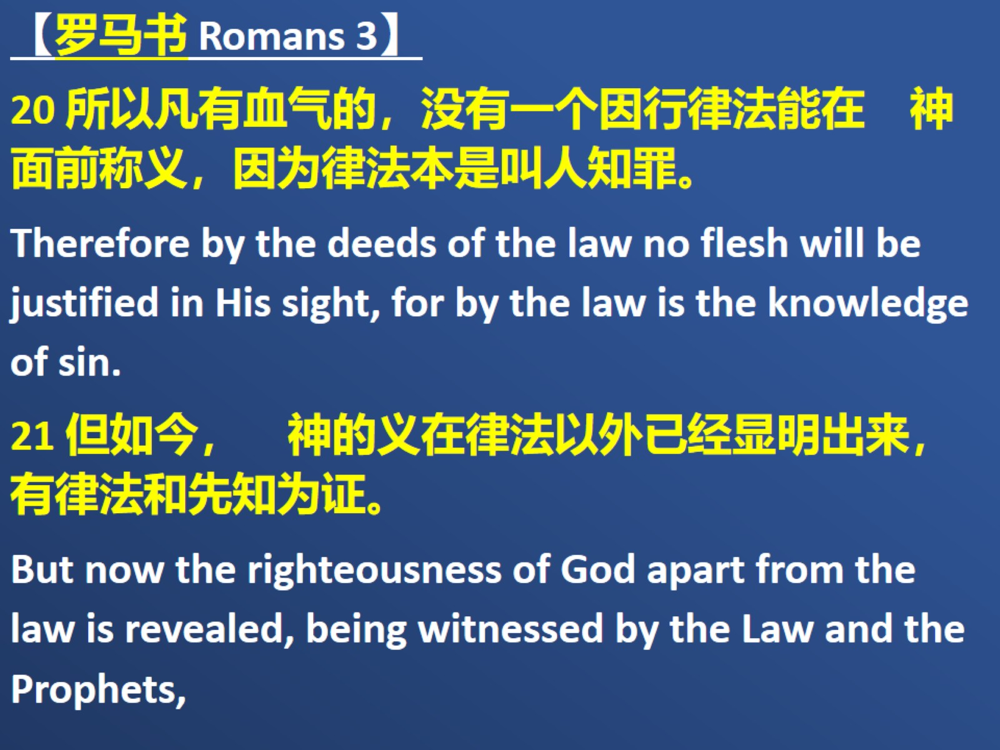 【罗马书 Romans 3】
20 所以凡有血气的，没有一个因行律法能在　神
面前称义，因为律法本是叫人知罪。
Therefore by the deeds of the law no flesh will be
justified in His sight, for by the law is the knowledge
of sin.
21 但如今，　神的义在律法以外已经显明出来，
有律法和先知为证。
But now the righteousness of God apart from the
law is revealed, being witnessed by the Law and the
Prophets,